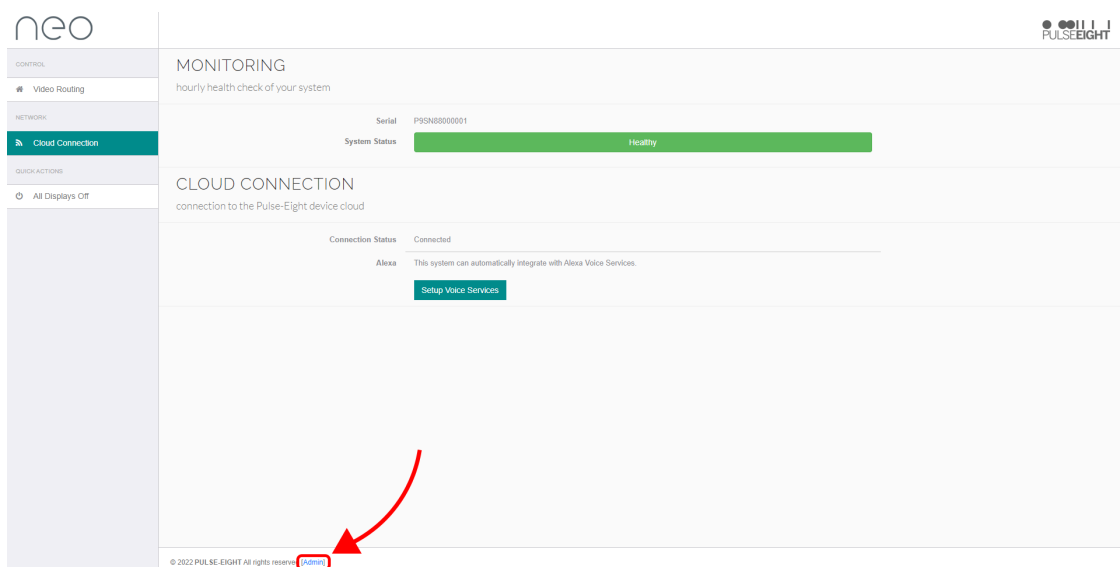 neo
PULSEEIGHT
CONTROL
Video Routing
NETWORK
Cloud Connection
QUICK ACTIONS
All Displays Off
MONITORING
hourly health check of your system
Serial P9SN88000001
System Status Healthy
CLOUD CONNECTION
connection to the Pulse-Eight device cloud
Connection Status Connected
Alexa This system can automatically integrate with Alexa Voice Services.
Setup Voice Services
© 2022 PULSE-EIGHT All rights reserve [Admin]